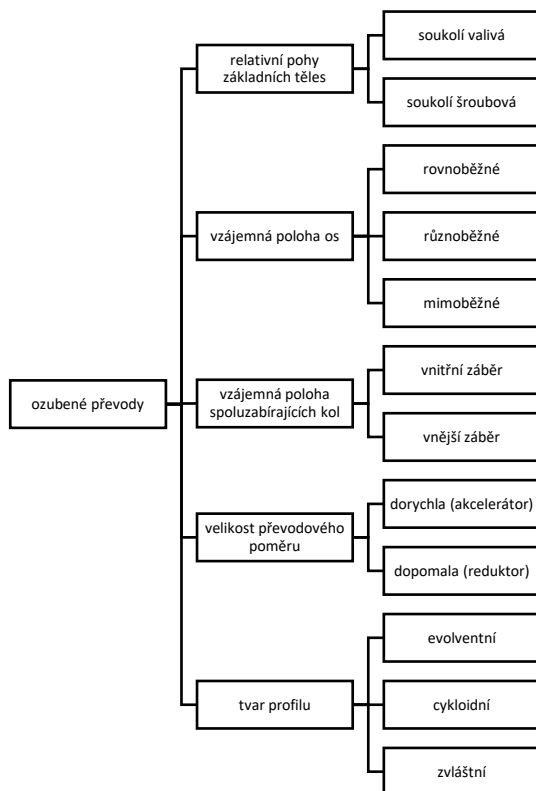 ozubené převody
relativní pohy
základních těles
soukolí valivá
soukolí šroubová
vzájemná poloha os
rovnoběžné
různoběžné
mimoběžné
vzájemná poloha
spoluzabírajících kol
vnitřní záběr
vnější záběr
velikost převodového
poměru
dorychla (akcelerátor)
dopomala (reduktor)
tvar profilu
evolventní
cykloidní
zvláštní